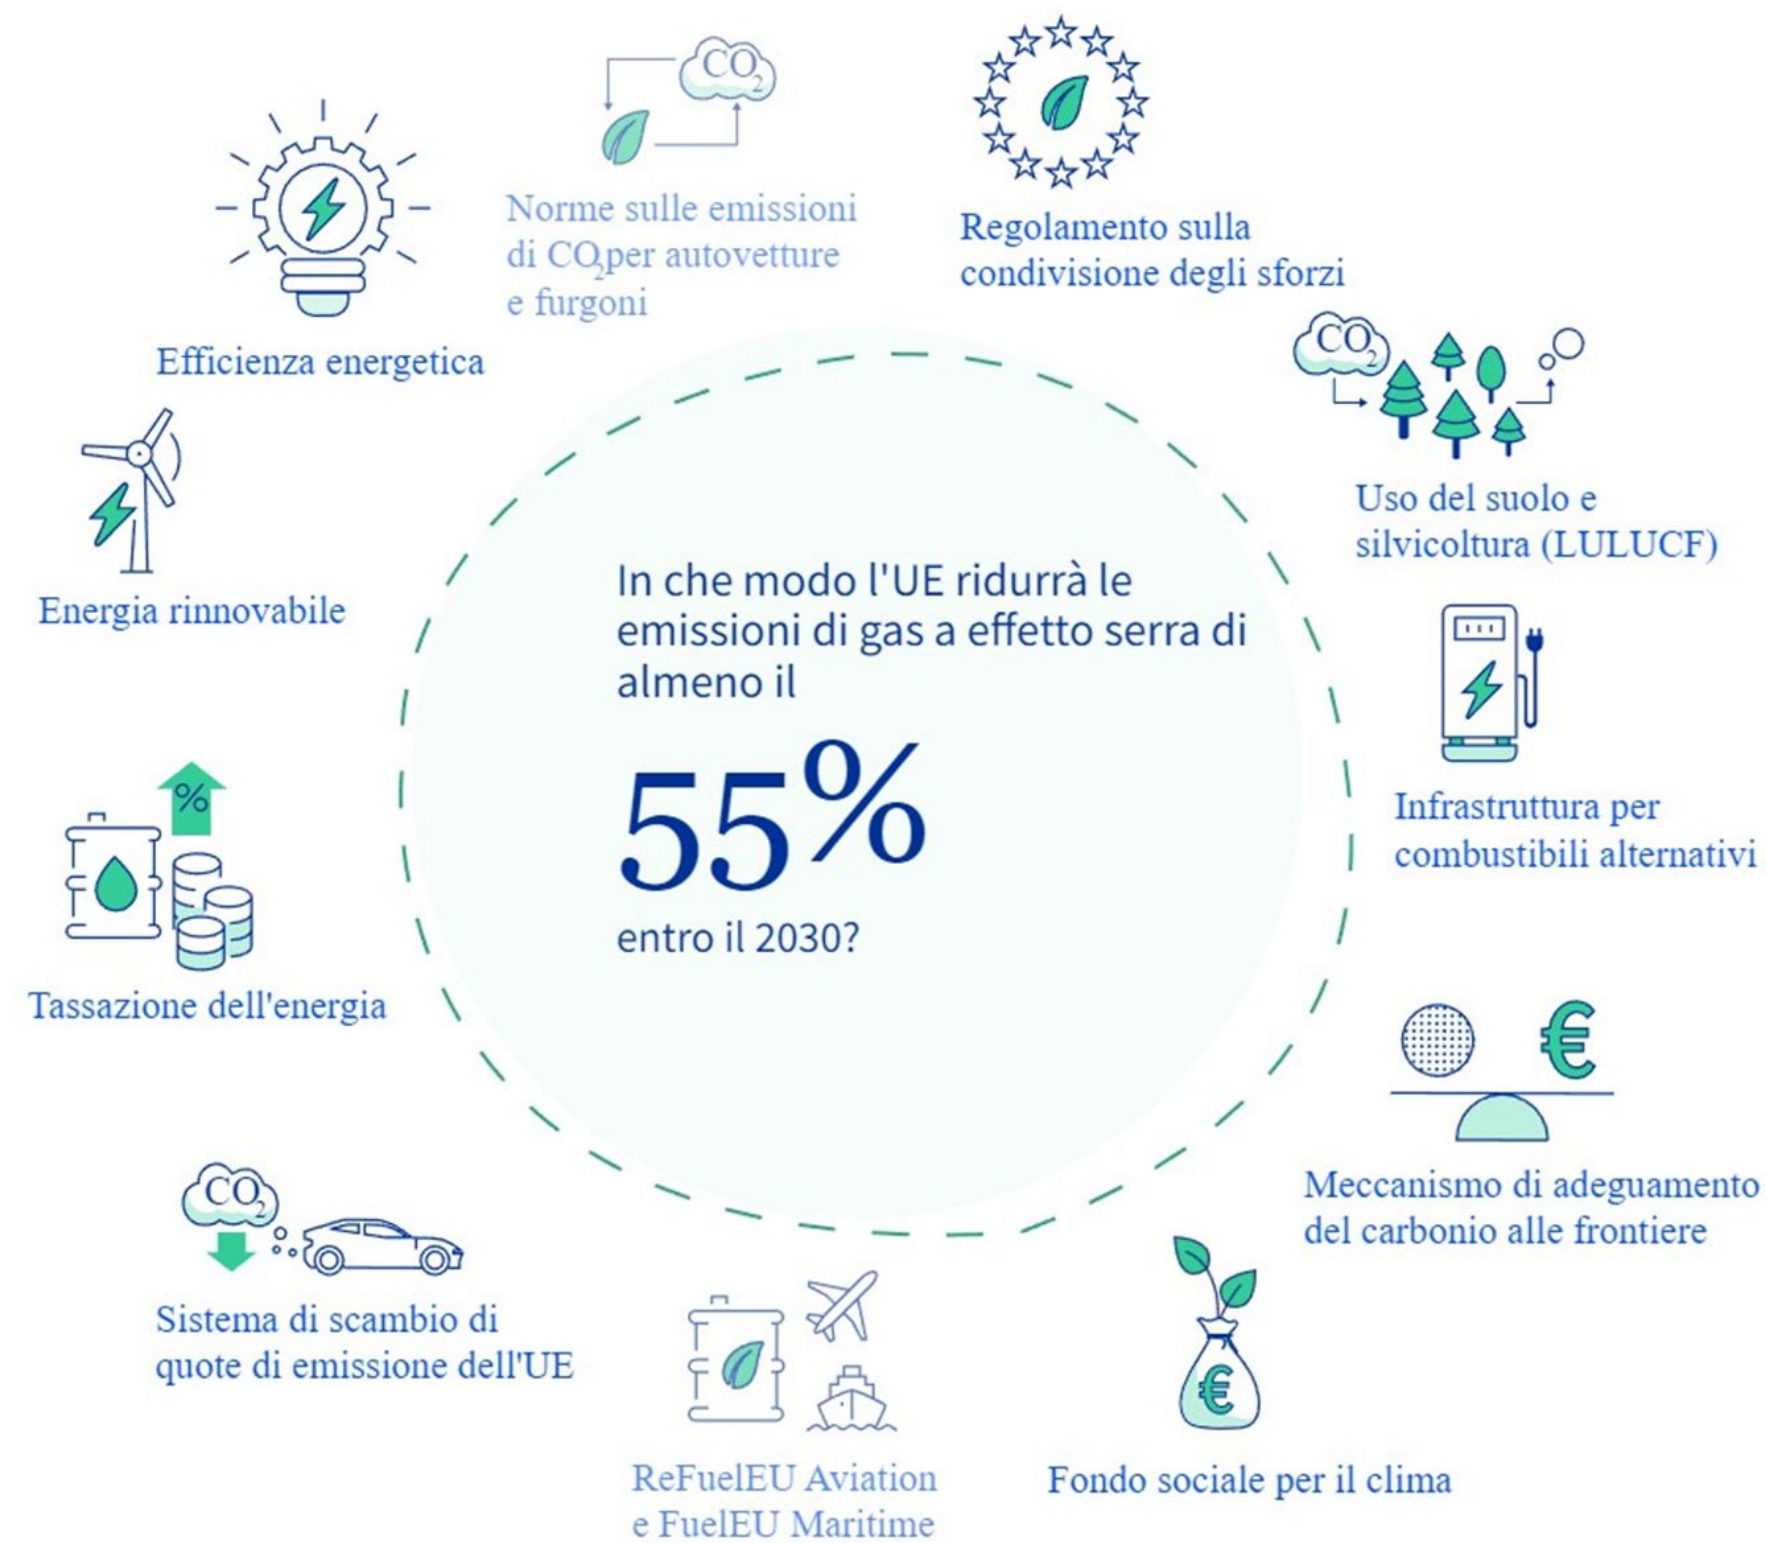 CO2
Norme sulle emissioni
di CO2per autovetture
e furgoni
Regolamento sulla
condivisione degli sforzi
CO2
Uso del suolo e
silvicoltura (LULUCF)
Infrastruttura per
combustibili alternativi
€
Meccanismo di adeguamento
del carbonio alle frontiere
€
Fondo sociale per il clima
ReFuelEU Aviation
e FuelEU Maritime
CO2
Sistema di scambio di
quote di emissione dell'UE
%
Tassazione dell'energia
Energia rinnovabile
Efficienza energetica
In che modo l'UE ridurrà le
emissioni di gas a effetto serra di
almeno il
55%
entro il 2030?